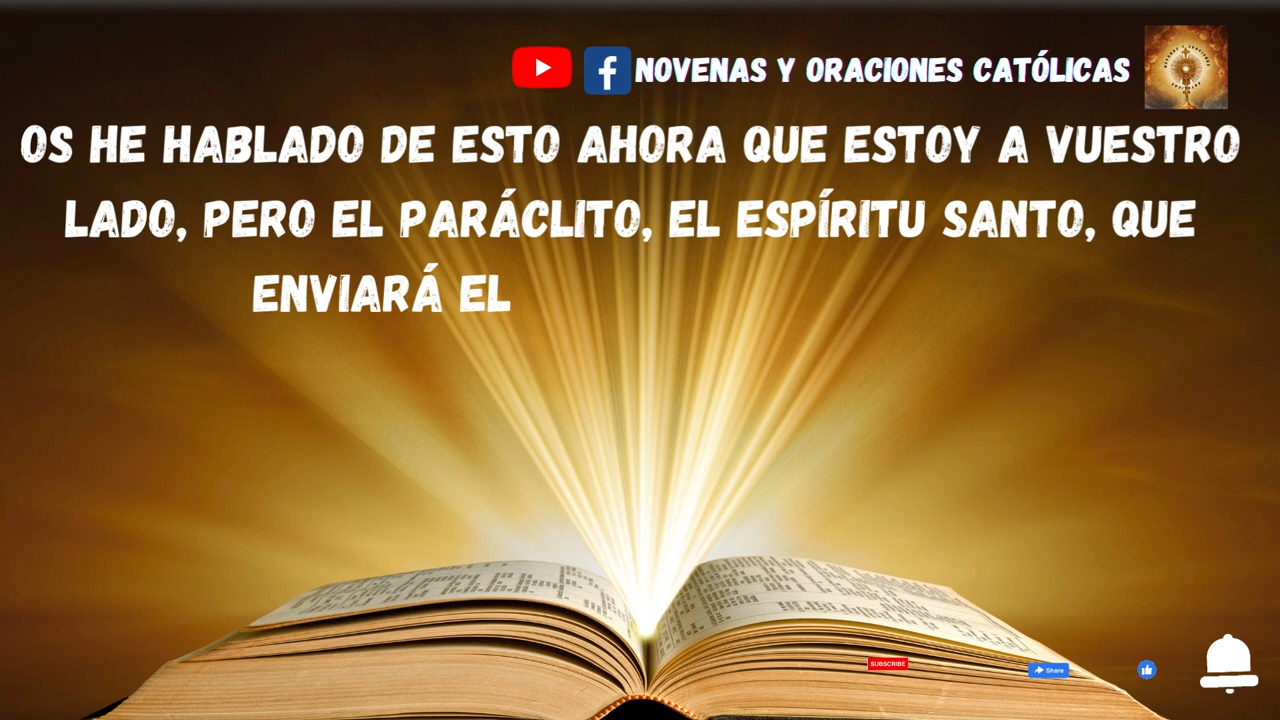 NOVENAS Y ORACIONES CATÓLICAS
OS HE HABLADO DE ESTO AHORA QUE ESTOY A VUESTRO
LADO, PERO EL PARÁCLITO, EL ESPÍRITU SANTO, QUE
ENVIARÁ EL
SUBSCRIBE
Share